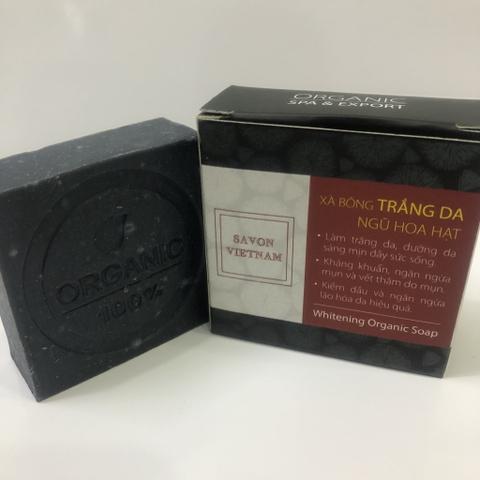 ORGANIC
SPA & EXPORT
XÀ BÔNG TRẮNG DA
NGŨ HOA HẠT
• Làm trắng da, dưỡng da
sáng mịn đầy sức sống.
• Kháng khuẩn, ngăn ngừa
mụn và vết thâm do mụn.
• Kiềm dầu và ngăn ngừa
lão hóa da hiệu quả.
Whitening Organic Soap
SAVON
VIETNAM
ORGANIC
100%